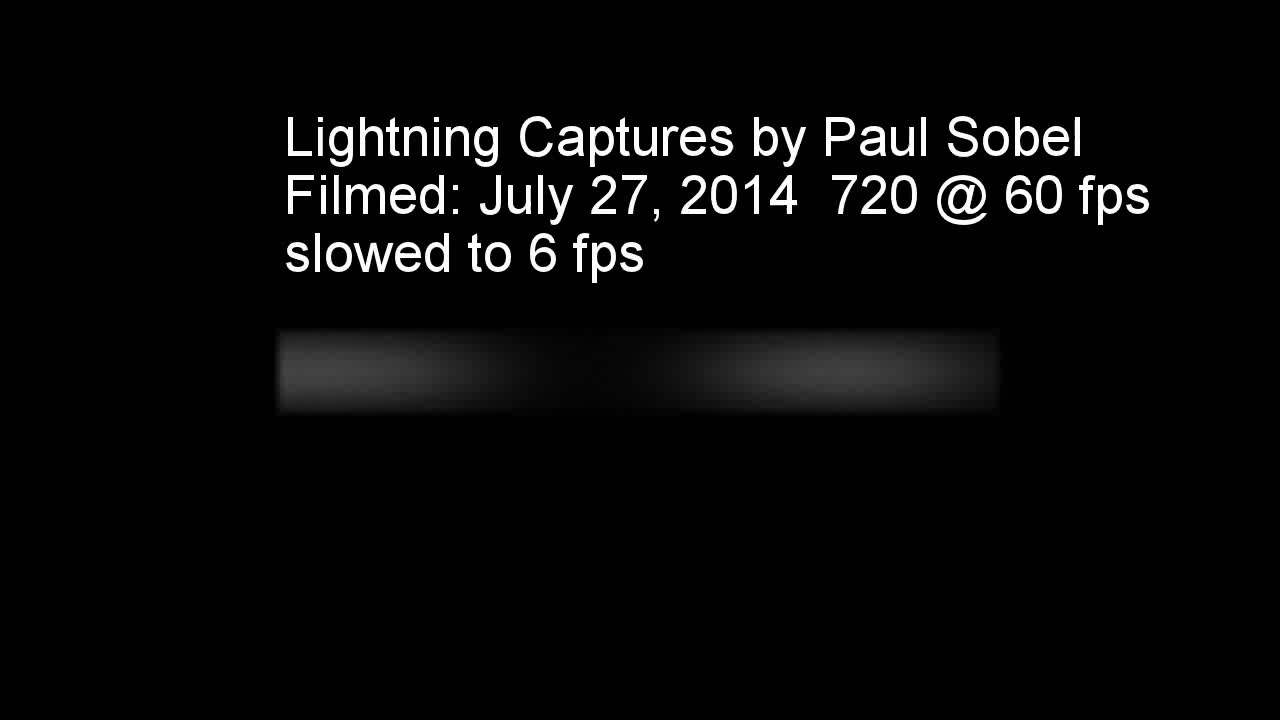 Lightning Captures by Paul Sobel
Filmed: July 27, 2014  720 @ 60 fps
slowed to 6 fps